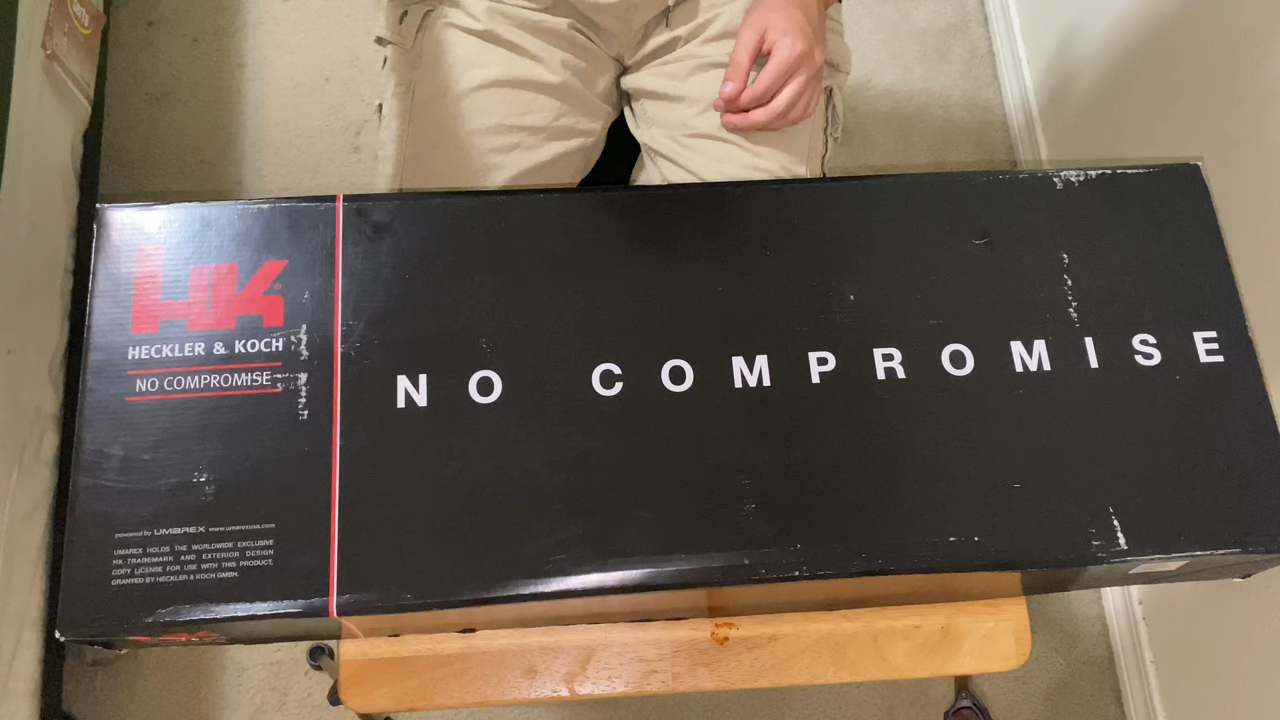 HK®
HECKLER & KOCH
NO COMPROMISE
NO COMPROMISE
powered by UMAREX www.umarexusa.com
UMAREX HOLDS THE WORLDWIDE EXCLUSIVE
HK-TRADEMARK AND EXTERIOR DESIGN
COPY LICENSE FOR USE WITH THIS PRODUCT,
GRANTED BY HECKLER & KOCH GMBH.